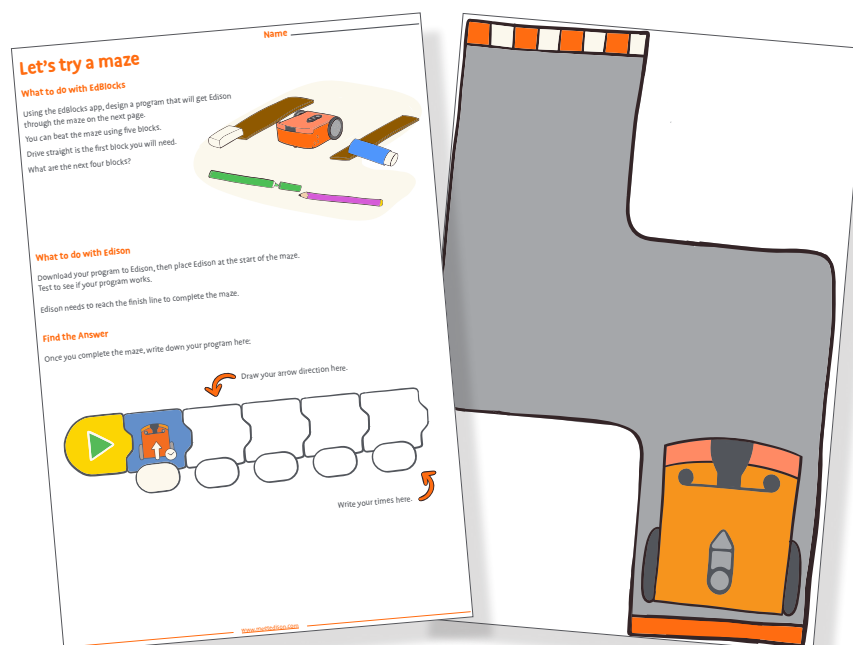 Name
Let's try a maze
What to do with EdBlocks
Using the EdBlocks app, design a program that will get Edison
through the maze on the next page.
You can beat the maze using five blocks.
Drive straight is the first block you will need.
What are the next four blocks?
What to do with Edison
Download your program to Edison, then place Edison at the start of the maze.
Test to see if your program works.
Edison needs to reach the finish line to complete the maze.
Find the Answer
Once you complete the maze, write down your program here:
Draw your arrow direction here.
Write your times here.
www.meetedison.com